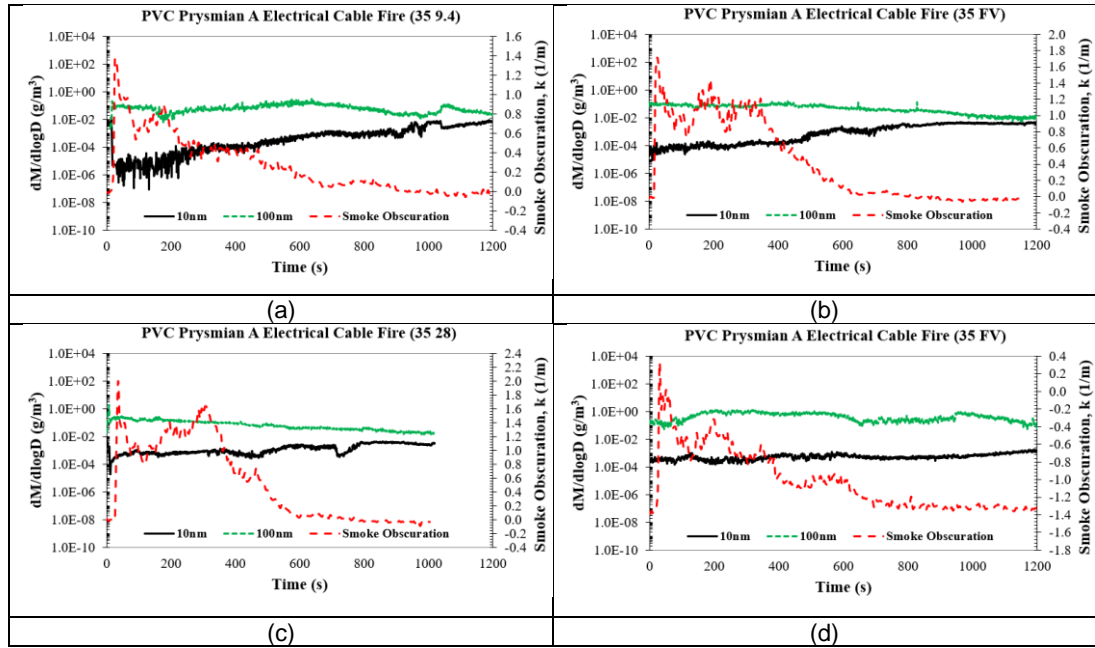 PVC Prysmian A Electrical Cable Fire (35 9.4)
1.0E+04
1.0E+02
1.0E+00
1.0E-02
1.0E-04
1.0E-06
1.0E-08
1.0E-10
dM/dlogD (g/m³)
1.6
1.4
1.2
1.0
0.8
0.6
0.4
0.2
0.0
-0.2
-0.4
Smoke Obscuration, k (1/m)
10nm 100nm Smoke Obscuration
0 200 400 600 800 1000 1200
Time (s)
(a)
PVC Prysmian A Electrical Cable Fire (35 FV)
1.0E+04
1.0E+02
1.0E+00
1.0E-02
1.0E-04
1.0E-06
1.0E-08
1.0E-10
dM/dlogD (g/m³)
2.0
1.8
1.6
1.4
1.2
1.0
0.8
0.6
0.4
0.2
0.0
-0.2
-0.4
Smoke Obscuration, k (1/m)
10nm 100nm Smoke Obscuration
0 200 400 600 800 1000 1200
Time (s)
(b)
PVC Prysmian A Electrical Cable Fire (35 28)
1.0E+04
1.0E+02
1.0E+00
1.0E-02
1.0E-04
1.0E-06
1.0E-08
1.0E-10
dM/dlogD (g/m³)
2.4
2.0
1.6
1.2
0.8
0.4
0.0
-0.4
Smoke Obscuration, k (1/m)
10nm 100nm Smoke Obscuration
0 200 400 600 800 1000 1200
Time (s)
(c)
PVC Prysmian A Electrical Cable Fire (35 FV)
1.0E+04
1.0E+02
1.0E+00
1.0E-02
1.0E-04
1.0E-06
1.0E-08
1.0E-10
dM/dlogD (g/m³)
0.4
0.2
0.0
-0.2
-0.4
-0.6
-0.8
-1.0
-1.2
-1.4
-1.6
-1.8
Smoke Obscuration, k (1/m)
10nm 100nm Smoke Obscuration
0 200 400 600 800 1000 1200
Time (s)
(d)